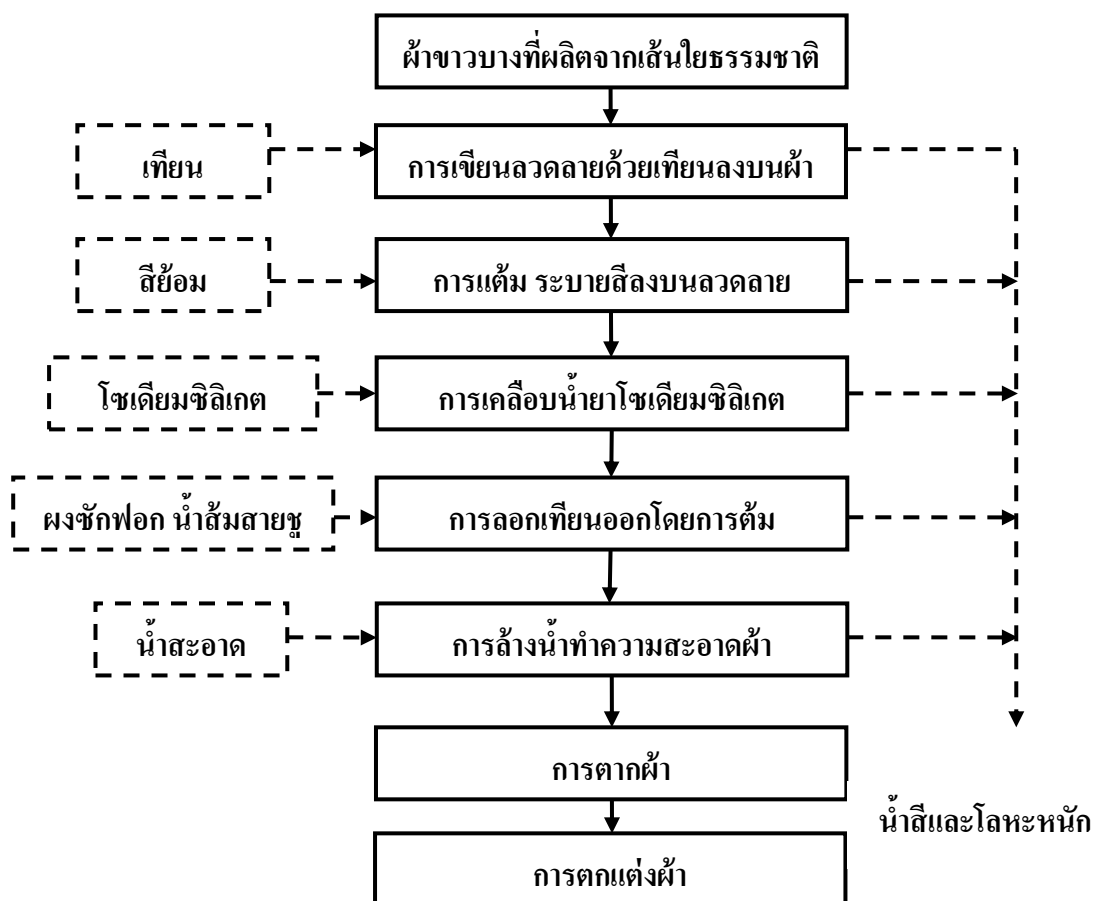 ผ้าขาวบางที่ผลิตจากเส้นใยธรรมชาติ
เทียน
การเขียนลวดลายด้วยเทียนลงบนผ้า
สีย้อม
การแต้ม ระบายสีลงบนลวดลาย
โซเดียมซิลิเกต
การเคลือบน้ำยาโซเดียมซิลิเกต
ผงซักฟอก น้ำส้มสายชู
การลอกเทียนออกโดยการต้ม
น้ำสะอาด
การล้างน้ำทำความสะอาดผ้า
การตากผ้า
น้ำสีและโลหะหนัก
การตกแต่งผ้า